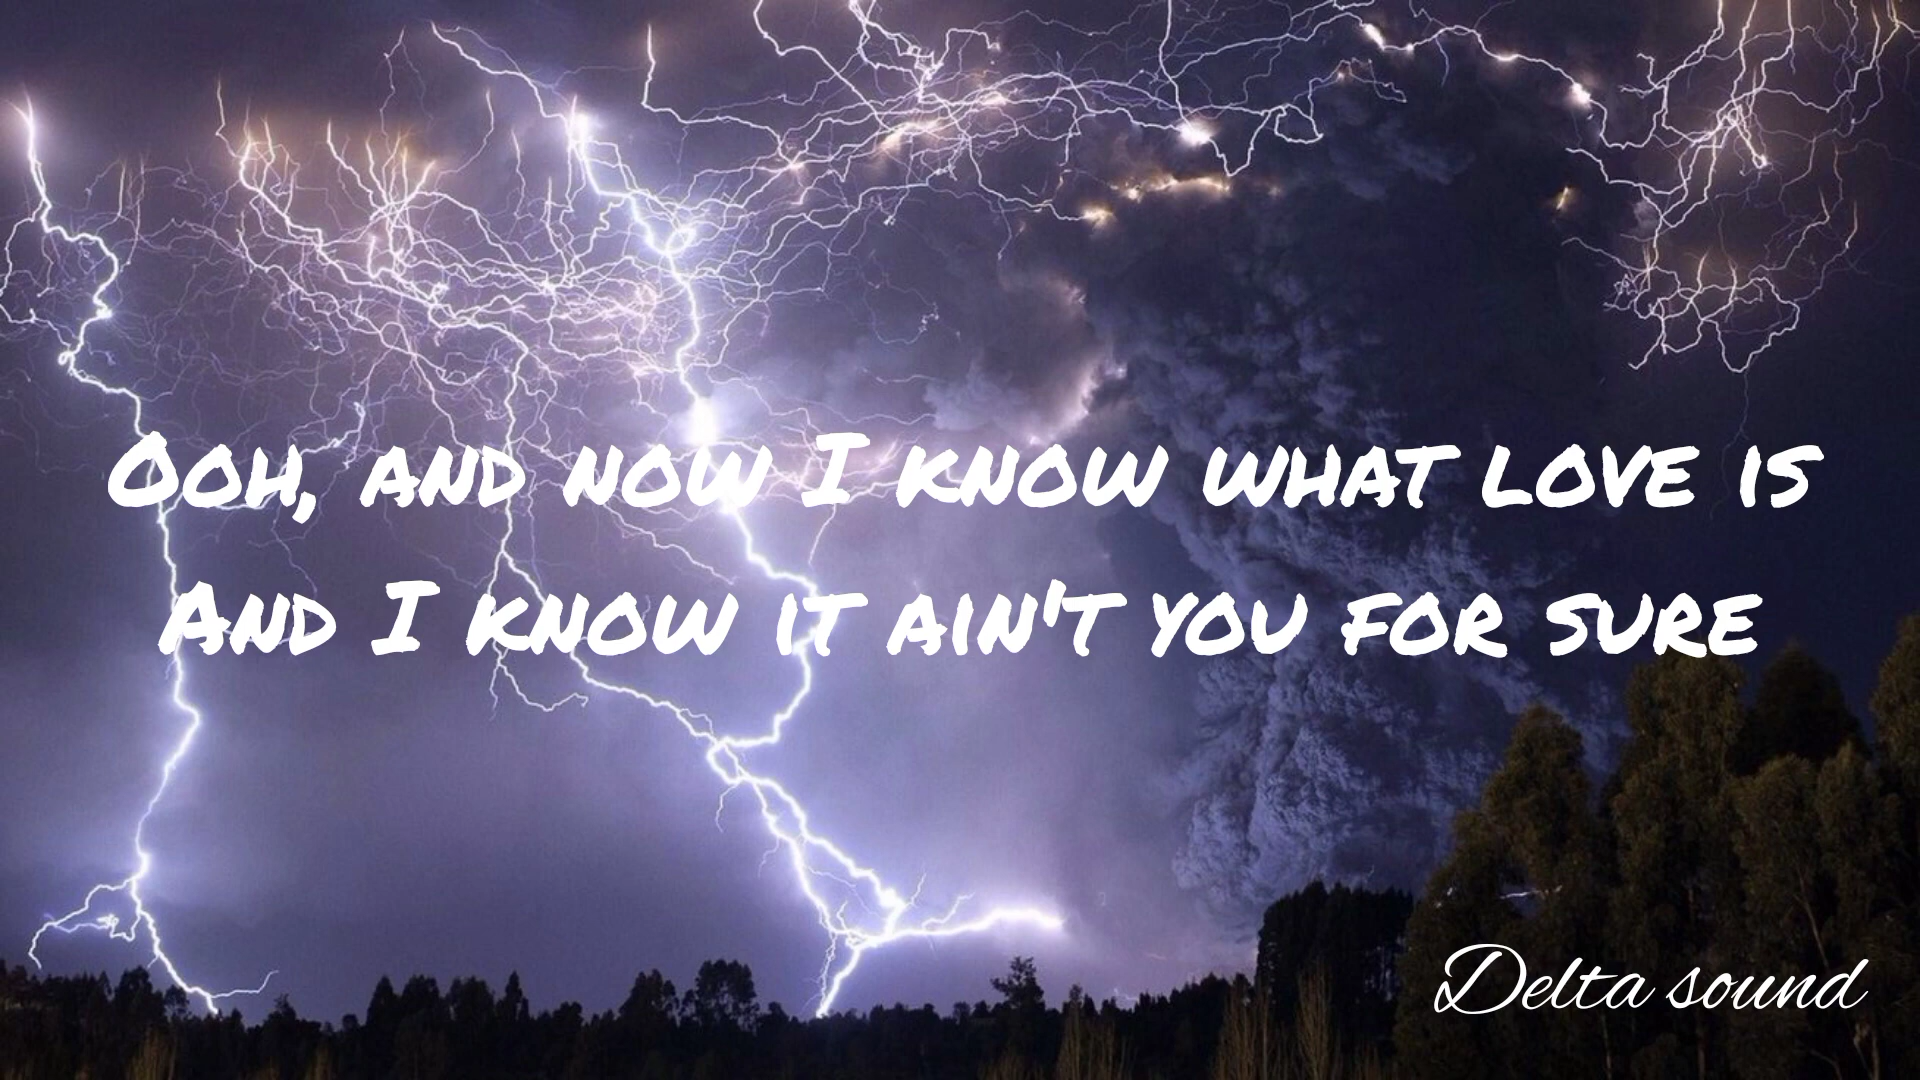 Ooh, and now I know what love is
And I know it ain't you for sure
Delta sound